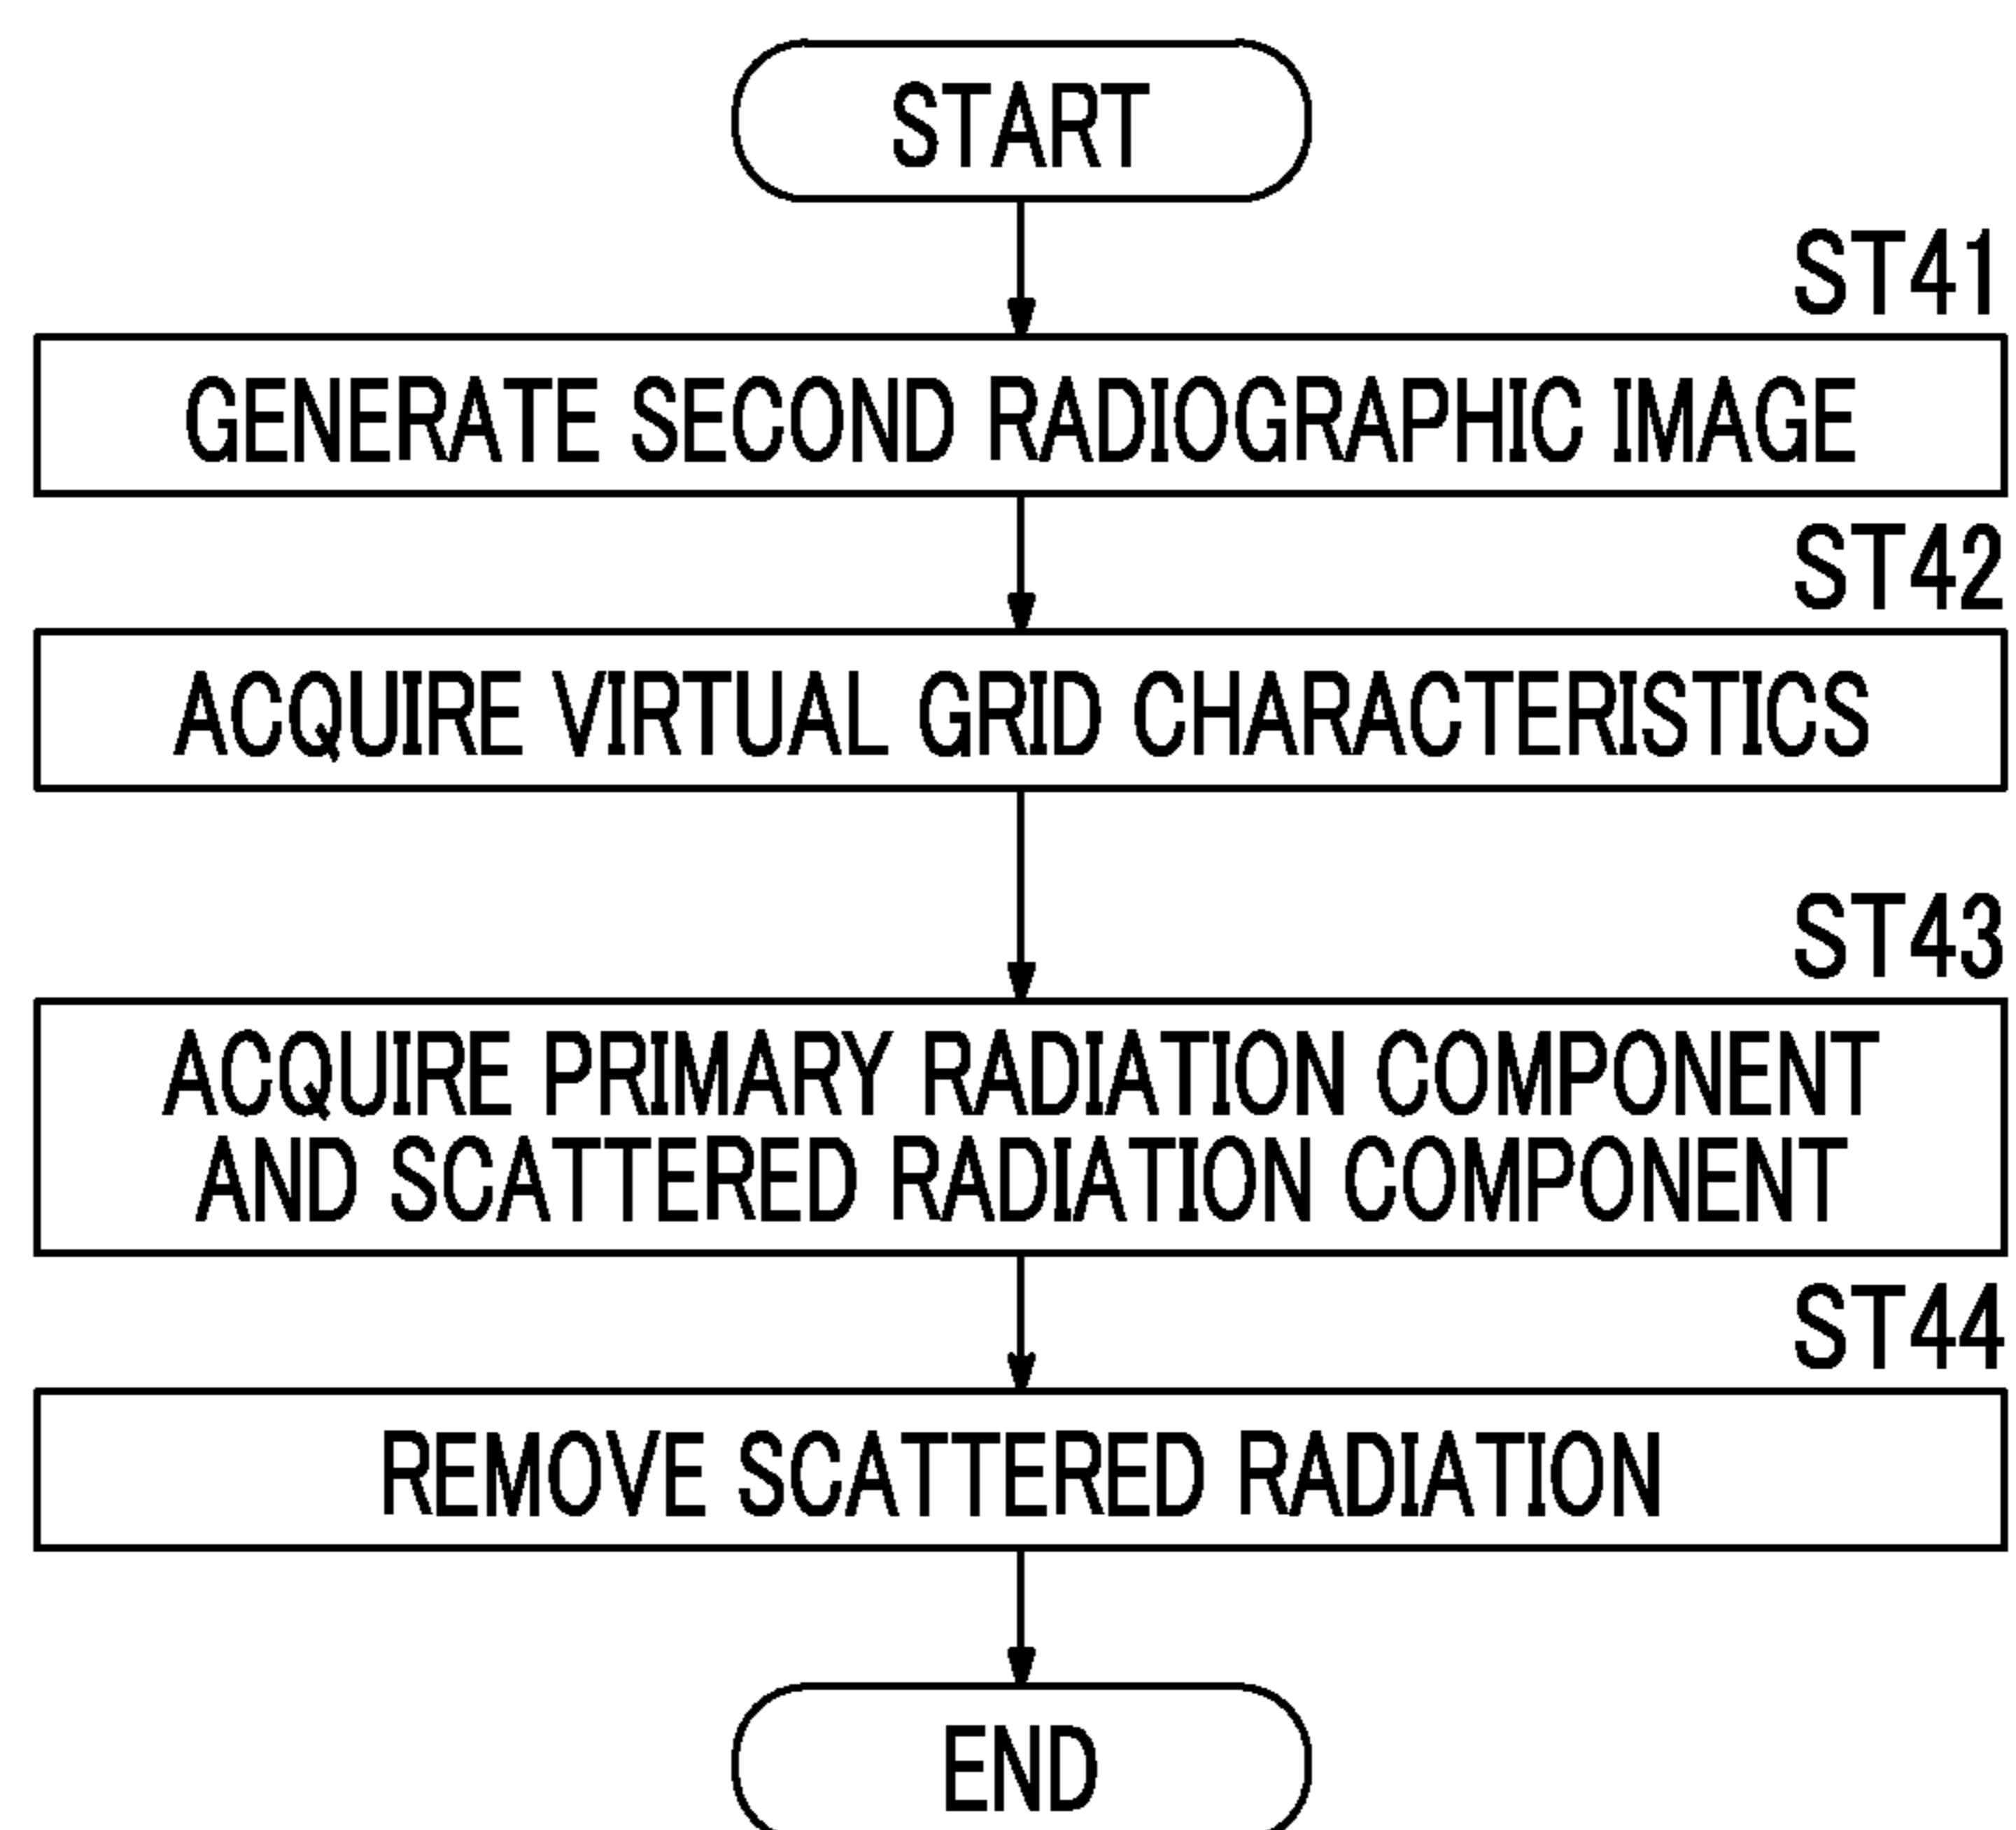 START
ST41
GENERATE SECOND RADIOGRAPHIC IMAGE
ST42
ACQUIRE VIRTUAL GRID CHARACTERISTICS
ST43
ACQUIRE PRIMARY RADIATION COMPONENT
AND SCATTERED RADIATION COMPONENT
ST44
REMOVE SCATTERED RADIATION
END